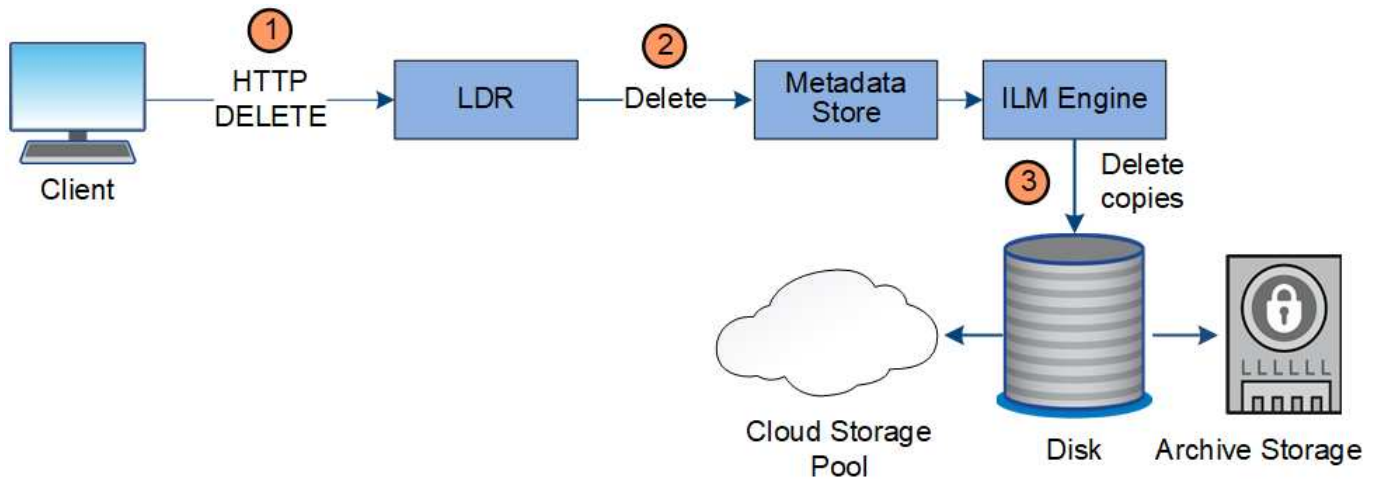 1
HTTP
DELETE
Client
LDR
2
Delete
Metadata
Store
ILM Engine
3
Delete
copies
Cloud Storage
Pool
Disk
LLLLLL
Archive Storage